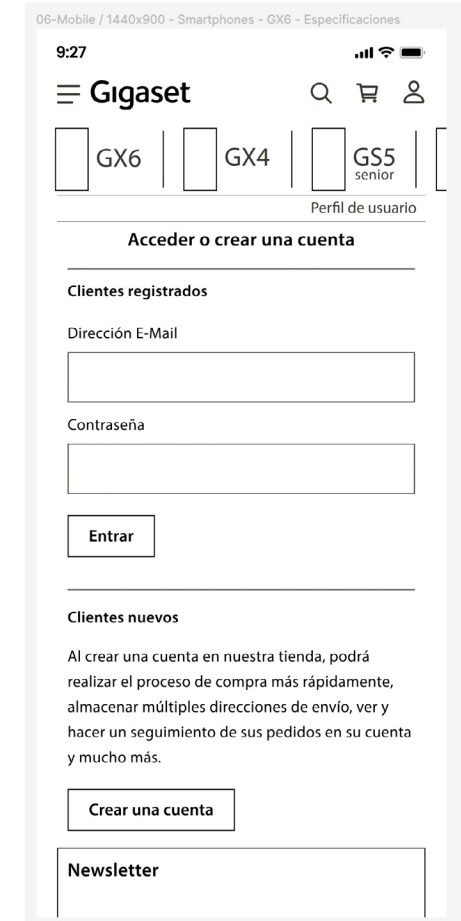 06-Mobile / 1440x900 - Smartphones - GX6 - Especificaciones
9:27
Gigaset
GX6
GX4
GS5
senior
Perfil de usuario
Acceder o crear una cuenta
Clientes registrados
Dirección E-Mail
Contraseña
Entrar
Clientes nuevos
Al crear una cuenta en nuestra tienda, podrá
realizar el proceso de compra más rápidamente,
almacenar múltiples direcciones de envío, ver y
hacer un seguimiento de sus pedidos en su cuenta
y mucho más.
Crear una cuenta
Newsletter